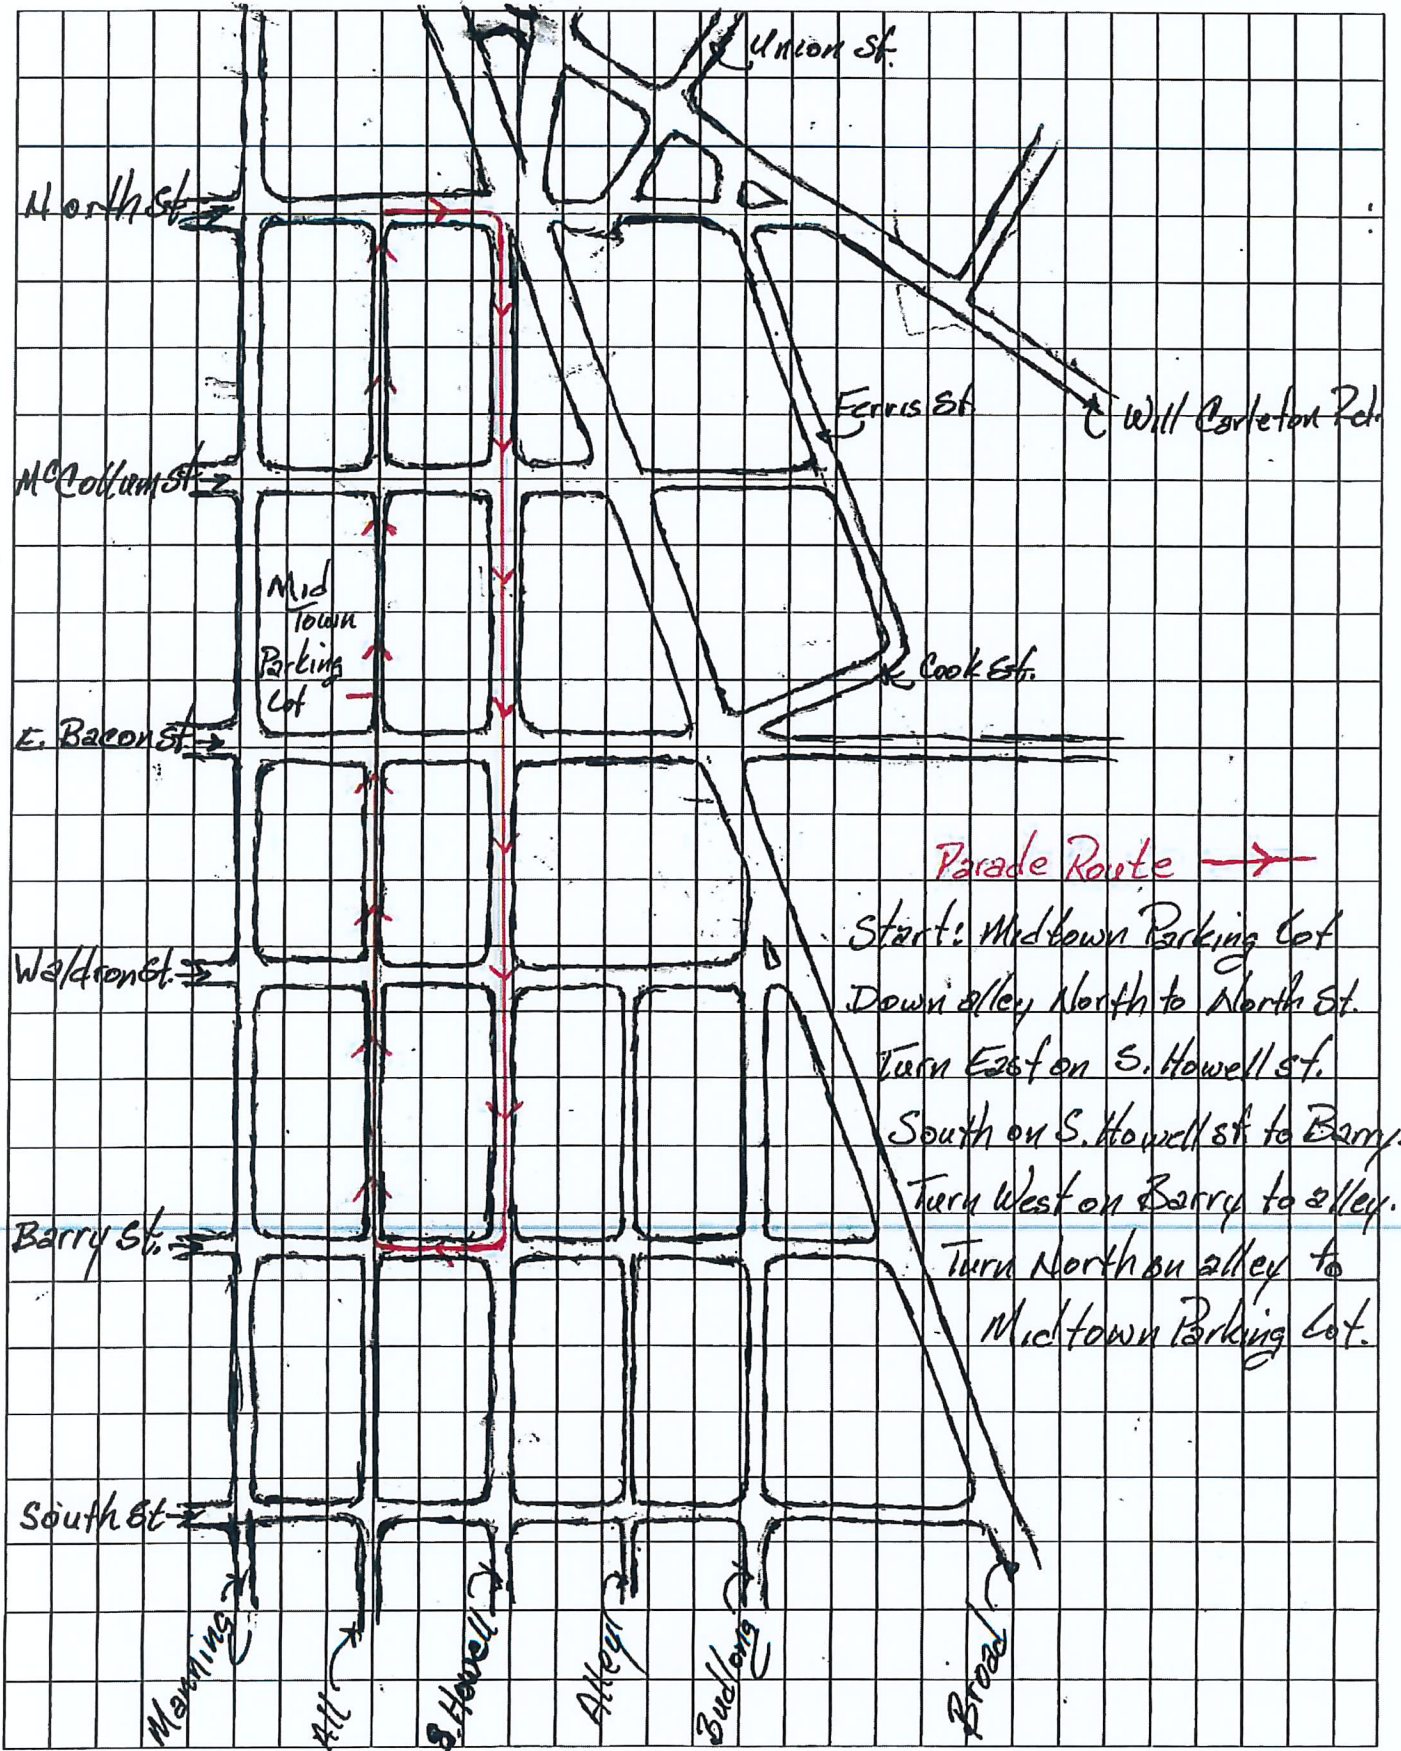 Union St.
North St.
Ferris St
Will Carleton Rd.
McCollum St.
Mid
Town
Parking
Lot
Cook St.
E. Bacon St.
Parade Route
Start: Midtown Parking Lot
Waldron St.
Down alley North to North St.
Turn East on S. Howell st.
South on S. Howell st to Barry.
Turn West on Barry to alley.
Barry St.
Turn North on alley to
Midtown Parking Lot.
South St
Manning
All
S. Howell
Alley
Budlong
Broad